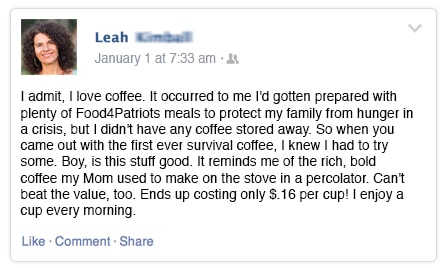 Leah
January 1 at 7:33 am ·
I admit, I love coffee. It occurred to me I'd gotten prepared with
plenty of Food4Patriots meals to protect my family from hunger in
a crisis, but I didn't have any coffee stored away. So when you
came out with the first ever survival coffee, I knew I had to try
some. Boy, is this stuff good. It reminds me of the rich, bold
coffee my Mom used to make on the stove in a percolator. Can't
beat the value, too. Ends up costing only $.16 per cup! I enjoy a
cup every morning.
Like · Comment · Share